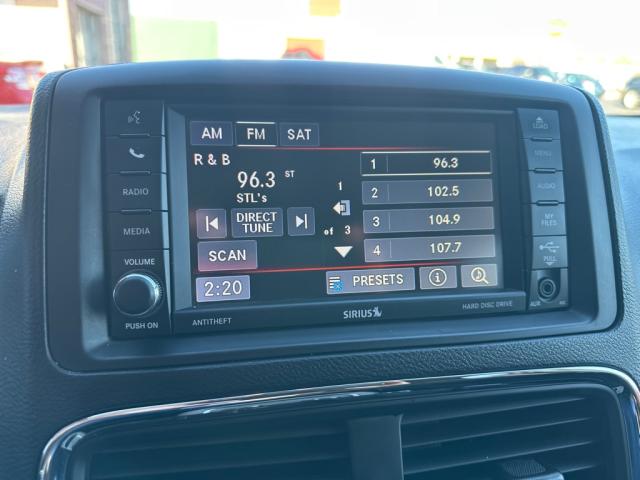 AM FM SAT
R & B
96.3 ST
STL's
DIRECT
TUNE
SCAN
2:20
1
of 3
1 96.3
2 102.5
3 104.9
4 107.7
PRESETS
RADIO
MEDIA
VOLUME
PUSH ON
ANTITHEFT
SIRIUS
HARD DISC DRIVE
LOAD
MENU
AUDIO
MY
FILES
PULL
AUX